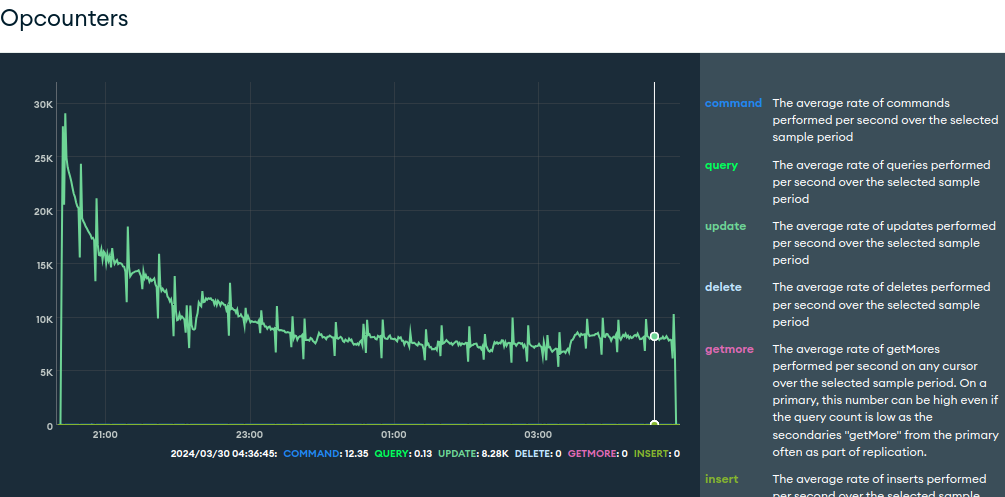 Opcounters
30K
25K
20K
15K
10K
5K
0
21:00
23:00
01:00
03:00
2024/03/30 04:36:45: COMMAND: 12.35 QUERY: 0.13 UPDATE: 8.28K DELETE: 0 GETMORE: 0 INSERT: 0
command The average rate of commands
performed per second over the selected
sample period
query The average rate of queries performed
per second over the selected sample
period
update The average rate of updates performed
per second over the selected sample
period
delete The average rate of deletes performed
per second over the selected sample
period
getmore The average rate of getMores
performed per second on any cursor
over the selected sample period. On a
primary, this number can be high even if
the query count is low as the
secondaries "getMore" from the primary
often as part of replication.
insert The average rate of inserts performed
per second over the selected sample